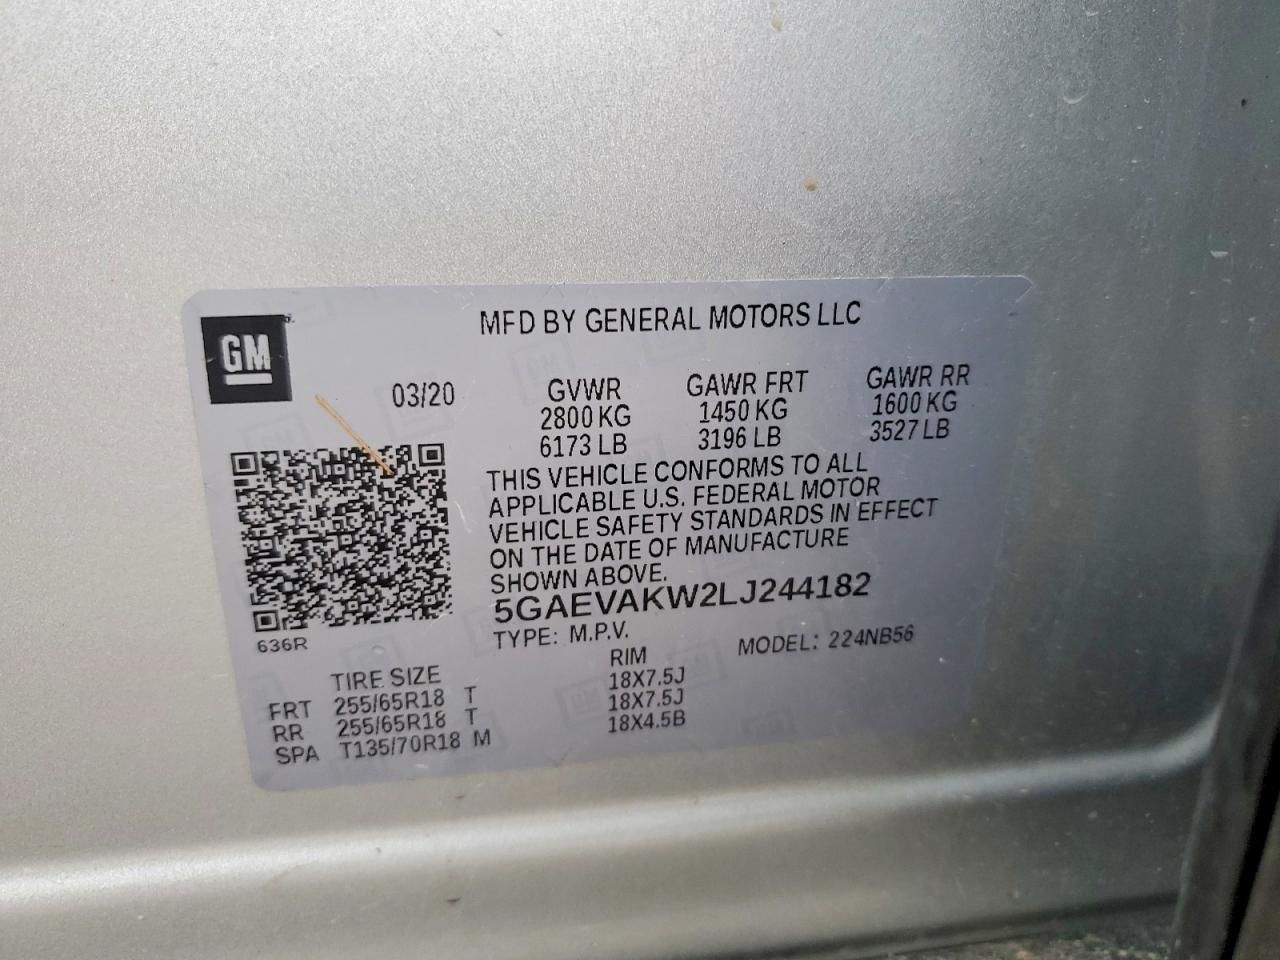 MFD BY GENERAL MOTORS LLC
GM
03/20
GVWR GAWR FRT GAWR RR
2800 KG 1450 KG 1600 KG
6173 LB 3196 LB 3527 LB
THIS VEHICLE CONFORMS TO ALL
APPLICABLE U.S. FEDERAL MOTOR
VEHICLE SAFETY STANDARDS IN EFFECT
ON THE DATE OF MANUFACTURE
SHOWN ABOVE.
5GAEVAKW2LJ244182
636R
TYPE: M.P.V. MODEL: 224NB56
TIRE SIZE RIM
FRT 255/65R18 T 18X7.5J
RR 255/65R18 T 18X7.5J
SPA T135/70R18 M 18X4.5B